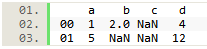 01. a b c d
02. 00 1 2.0 NaN 4
03. 01 5 NaN NaN 12